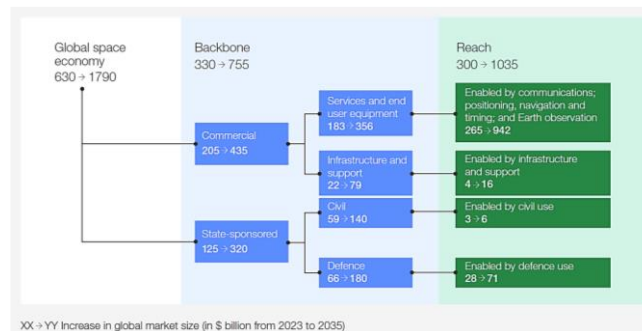 Global space
economy
630 → 1790
Backbone
330 → 755
Reach
300 → 1035
Commercial
205 → 435
Services and end
user equipment
183 → 356
Enabled by communications;
positioning, navigation and
timing; and Earth observation
265 → 942
Infrastructure and
support
22 → 79
Enabled by infrastructure
and support
4 → 16
State-sponsored
125 → 320
Civil
59 → 140
Enabled by civil use
3 → 6
Defence
66 → 180
Enabled by defence use
28 → 71
XX → YY Increase in global market size (in $ billion from 2023 to 2035)